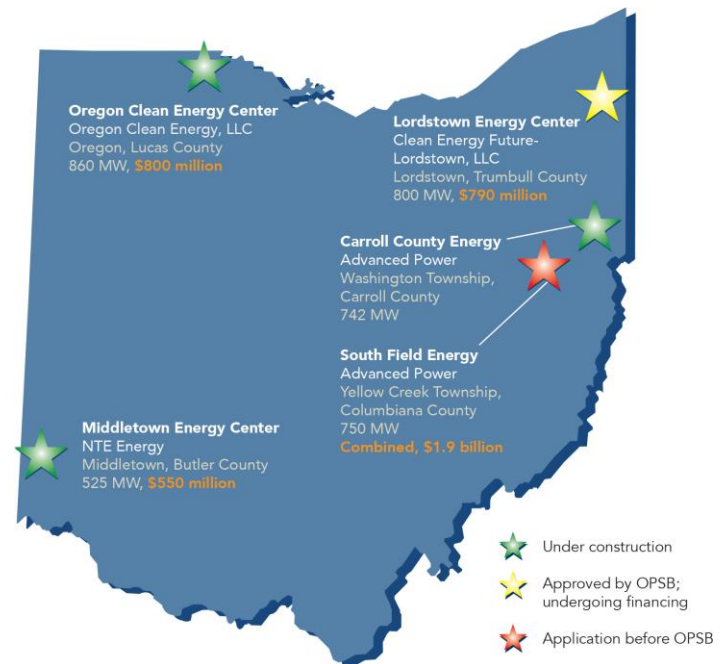 Oregon Clean Energy Center
Oregon Clean Energy, LLC
Oregon, Lucas County
860 MW, $800 million
Lordstown Energy Center
Clean Energy Future-
Lordstown, LLC
Lordstown, Trumbull County
800 MW, $790 million
Carroll County Energy
Advanced Power
Washington Township,
Carroll County
742 MW
South Field Energy
Advanced Power
Yellow Creek Township,
Columbiana County
750 MW
Combined, $1.9 billion
Middletown Energy Center
NTE Energy
Middletown, Butler County
525 MW, $550 million
Under construction
Approved by OPSB;
undergoing financing
Application before OPSB